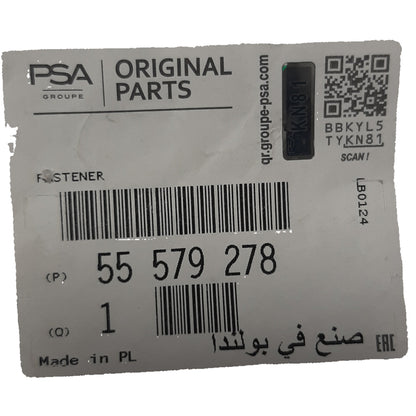 PSA
GROUPE
ORIGINAL
PARTS
qr.groupe-psa.com
KN81
BBKYL5
TYKN81
SCAN!
FASTENER
LB0124
(P) 55 579 278
(Q) 1
صنع في بولندا
Made in PL
EAC